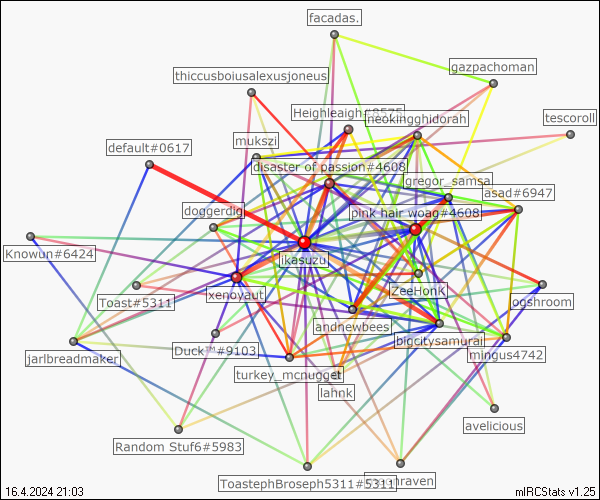 facadas.
gazpachoman
thiccusboiusalexusjoneus
Heighleaigh#8575
neokingghidorah
tescoroll
mukszi
default#0617
disaster of passion#4608
gregor_samsa
asad#6947
doggerdig
pink hair woag#4608
Knowun#6424
ikasuzu
ZeeHonK
xenoyaut
Toast#5311
ogshroom
andnewbees
bigcitysamurai
jarlbreadmaker
Duck™#9103
mingus4742
turkey_mcnugget
lahnk
avelicious
Random Stuf6#5983
ToastephBroseph5311#5311
raven
16.4.2024 21:03
mIRCStats v1.25